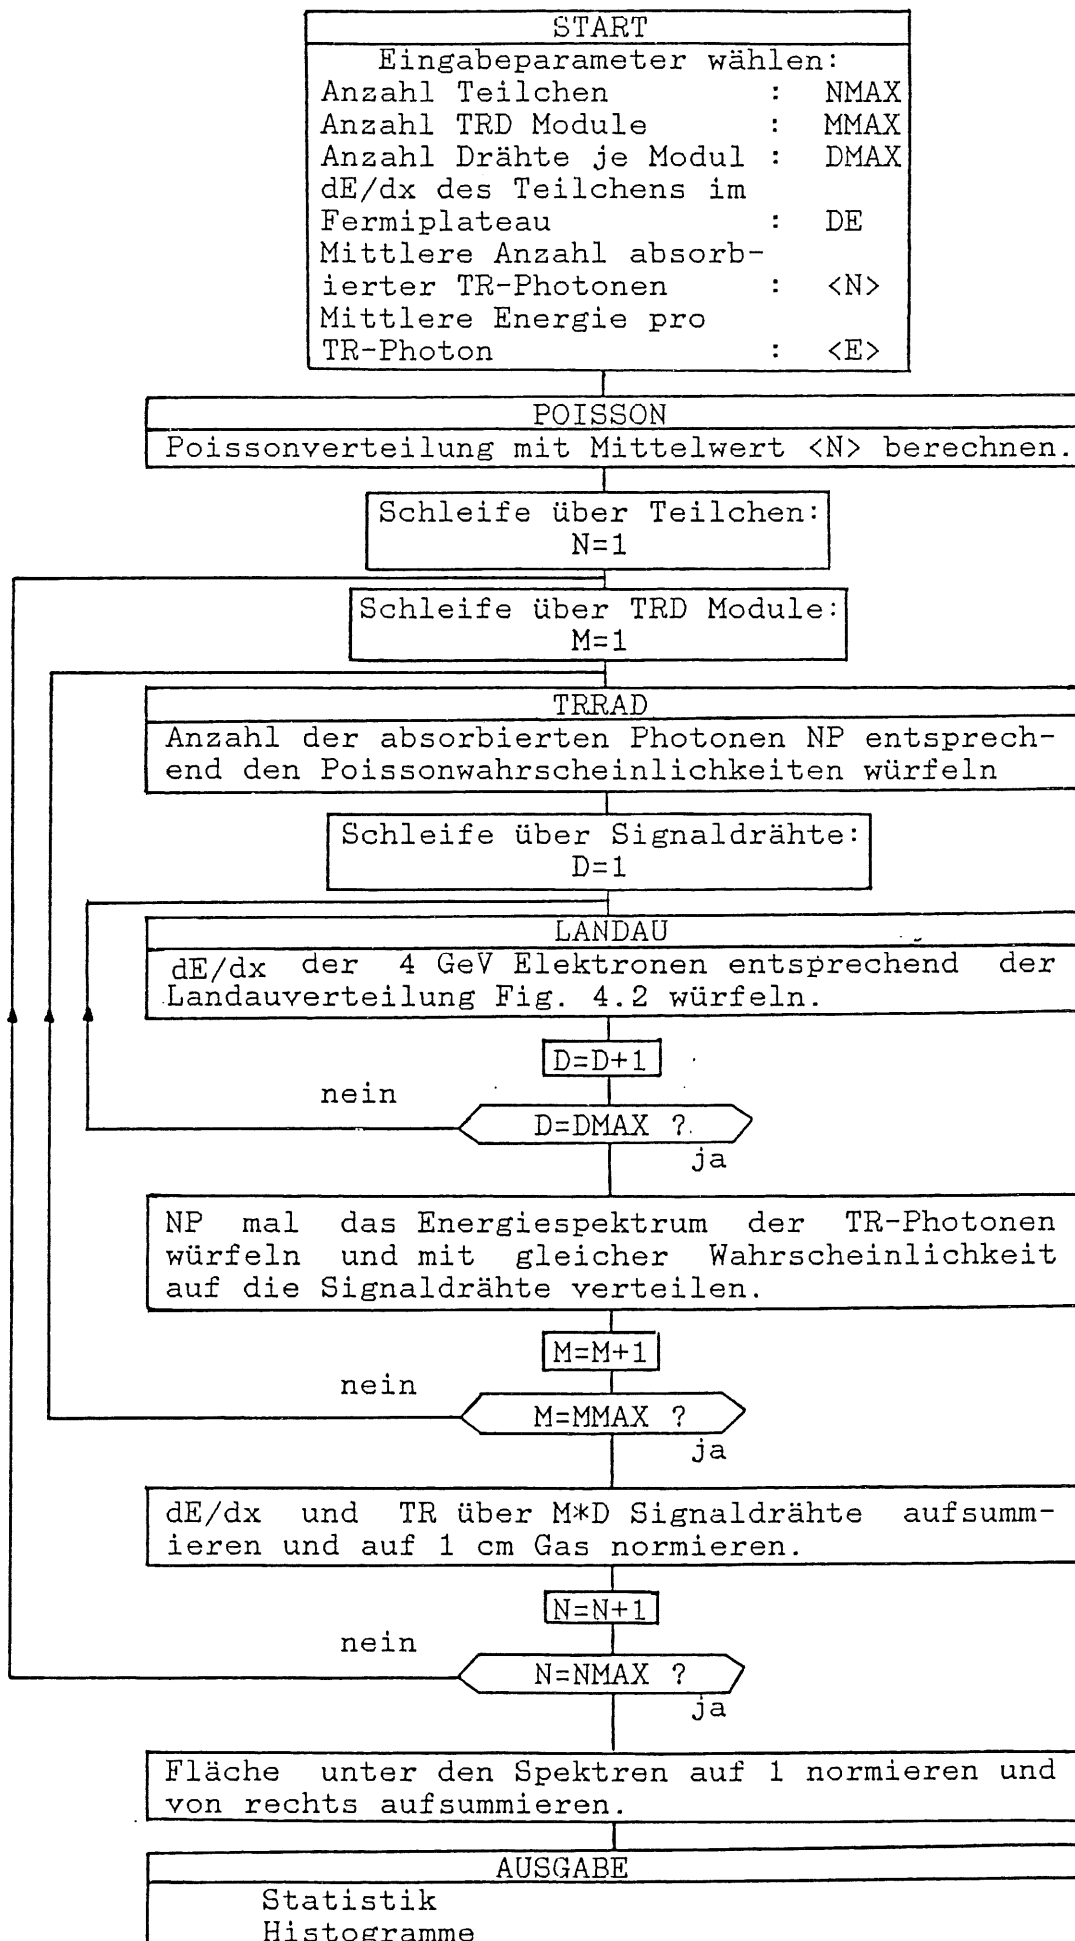 START
Eingabeparameter wählen:
Anzahl Teilchen : NMAX
Anzahl TRD Module : MMAX
Anzahl Drähte je Modul : DMAX
dE/dx des Teilchens im
Fermiplateau : DE
Mittlere Anzahl absorb-
ierter TR-Photonen : <N>
Mittlere Energie pro
TR-Photon : <E>
POISSON
Poissonverteilung mit Mittelwert <N> berechnen.
Schleife über Teilchen:
N=1
Schleife über TRD Module:
M=1
TRRAD
Anzahl der absorbierten Photonen NP entsprech-
end den Poissonwahrscheinlichkeiten würfeln
Schleife über Signaldrähte:
D=1
LANDAU
dE/dx der 4 GeV Elektronen entsprechend der
Landauverteilung Fig. 4.2 würfeln.
D=D+1
nein
D=DMAX ?
ja
NP mal das Energiespektrum der TR-Photonen
würfeln und mit gleicher Wahrscheinlichkeit
auf die Signaldrähte verteilen.
M=M+1
nein
M=MMAX ?
ja
dE/dx und TR über M*D Signaldrähte aufsumm-
ieren und auf 1 cm Gas normieren.
N=N+1
nein
N=NMAX ?
ja
Fläche unter den Spektren auf 1 normieren und
von rechts aufsummieren.
AUSGABE
Statistik
Histogramme